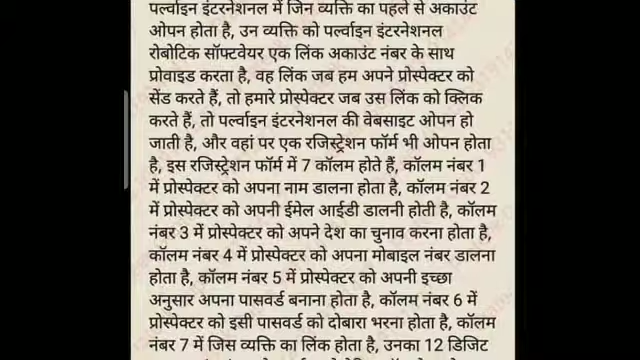 पर्ल्वाइन इंटरनेशनल में जिन व्यक्ति का पहले से अकाउंट
ओपन होता है, उन व्यक्ति को पर्ल्वाइन इंटरनेशनल
रोबोटिक सॉफ्टवेयर एक लिंक अकाउंट नंबर के साथ
प्रोवाइड करता है, वह लिंक जब हम अपने प्रोस्पेक्टर को
सेंड करते हैं, तो हमारे प्रोस्पेक्टर जब उस लिंक को क्लिक
करते हैं, तो पर्ल्वाइन इंटरनेशनल की वेबसाइट ओपन हो
जाती है, और वहां पर एक रजिस्ट्रेशन फॉर्म भी ओपन होता
है, इस रजिस्ट्रेशन फॉर्म में 7 कॉलम होते हैं, कॉलम नंबर 1
में प्रोस्पेक्टर को अपना नाम डालना होता है, कॉलम नंबर 2
में प्रोस्पेक्टर को अपनी ईमेल आईडी डालनी होती है, कॉलम
नंबर 3 में प्रोस्पेक्टर को अपने देश का चुनाव करना होता है,
कॉलम नंबर 4 में प्रोस्पेक्टर को अपना मोबाइल नंबर डालना
होता है, कॉलम नंबर 5 में प्रोस्पेक्टर को अपनी इच्छा
अनुसार अपना पासवर्ड बनाना होता है, कॉलम नंबर 6 में
प्रोस्पेक्टर को इसी पासवर्ड को दोबारा भरना होता है, कॉलम
नंबर 7 में जिस व्यक्ति का लिंक होता है, उनका 12 डिजिट